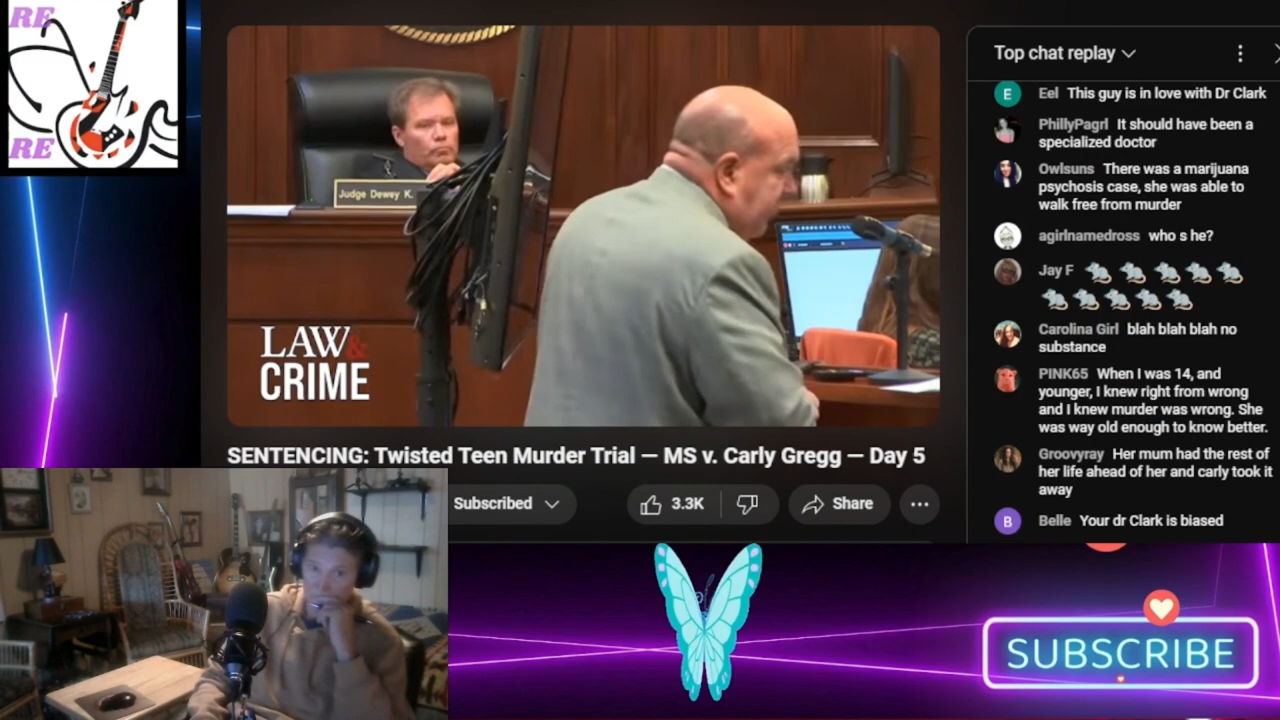 RE
RE
Judge Dewey K.
LAW&
CRIME
SENTENCING: Twisted Teen Murder Trial — MS v. Carly Gregg — Day 5
Subscribed
3.3K
Share
Top chat replay
E
Eel This guy is in love with Dr Clark
PhillyPagrl It should have been a
specialized doctor
Owlsuns There was a marijuana
psychosis case, she was able to
walk free from murder
agirlnamedross who s he?
Jay F
Carolina Girl blah blah blah no
substance
PINK65 When I was 14, and
younger, I knew right from wrong
and I knew murder was wrong. She
was way old enough to know better.
Groovyray Her mum had the rest of
her life ahead of her and carly took it
away
B
Belle Your dr Clark is biased
SUBSCRIBE